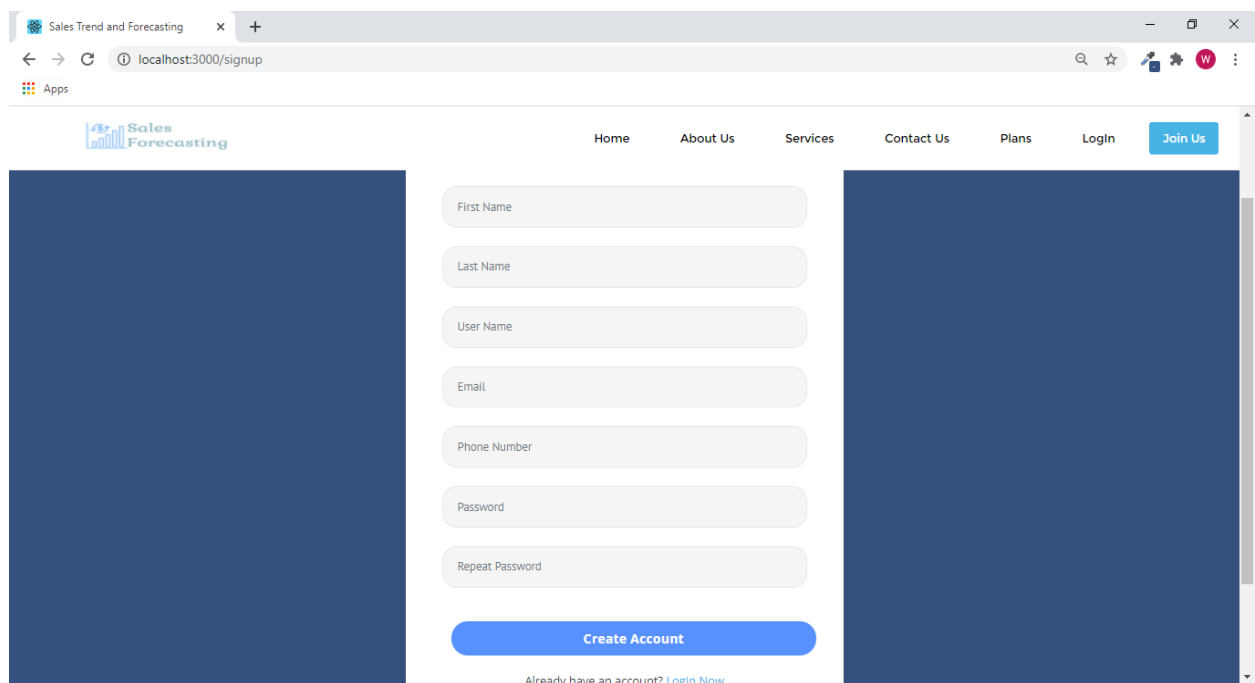 Sales Trend and Forecasting
localhost:3000/signup
W
Apps
Sales
Forecasting
Home About Us Services Contact Us Plans LogIn Join Us
First Name
Last Name
User Name
Email
Phone Number
Password
Repeat Password
Create Account
Already have an account? LogIn Now